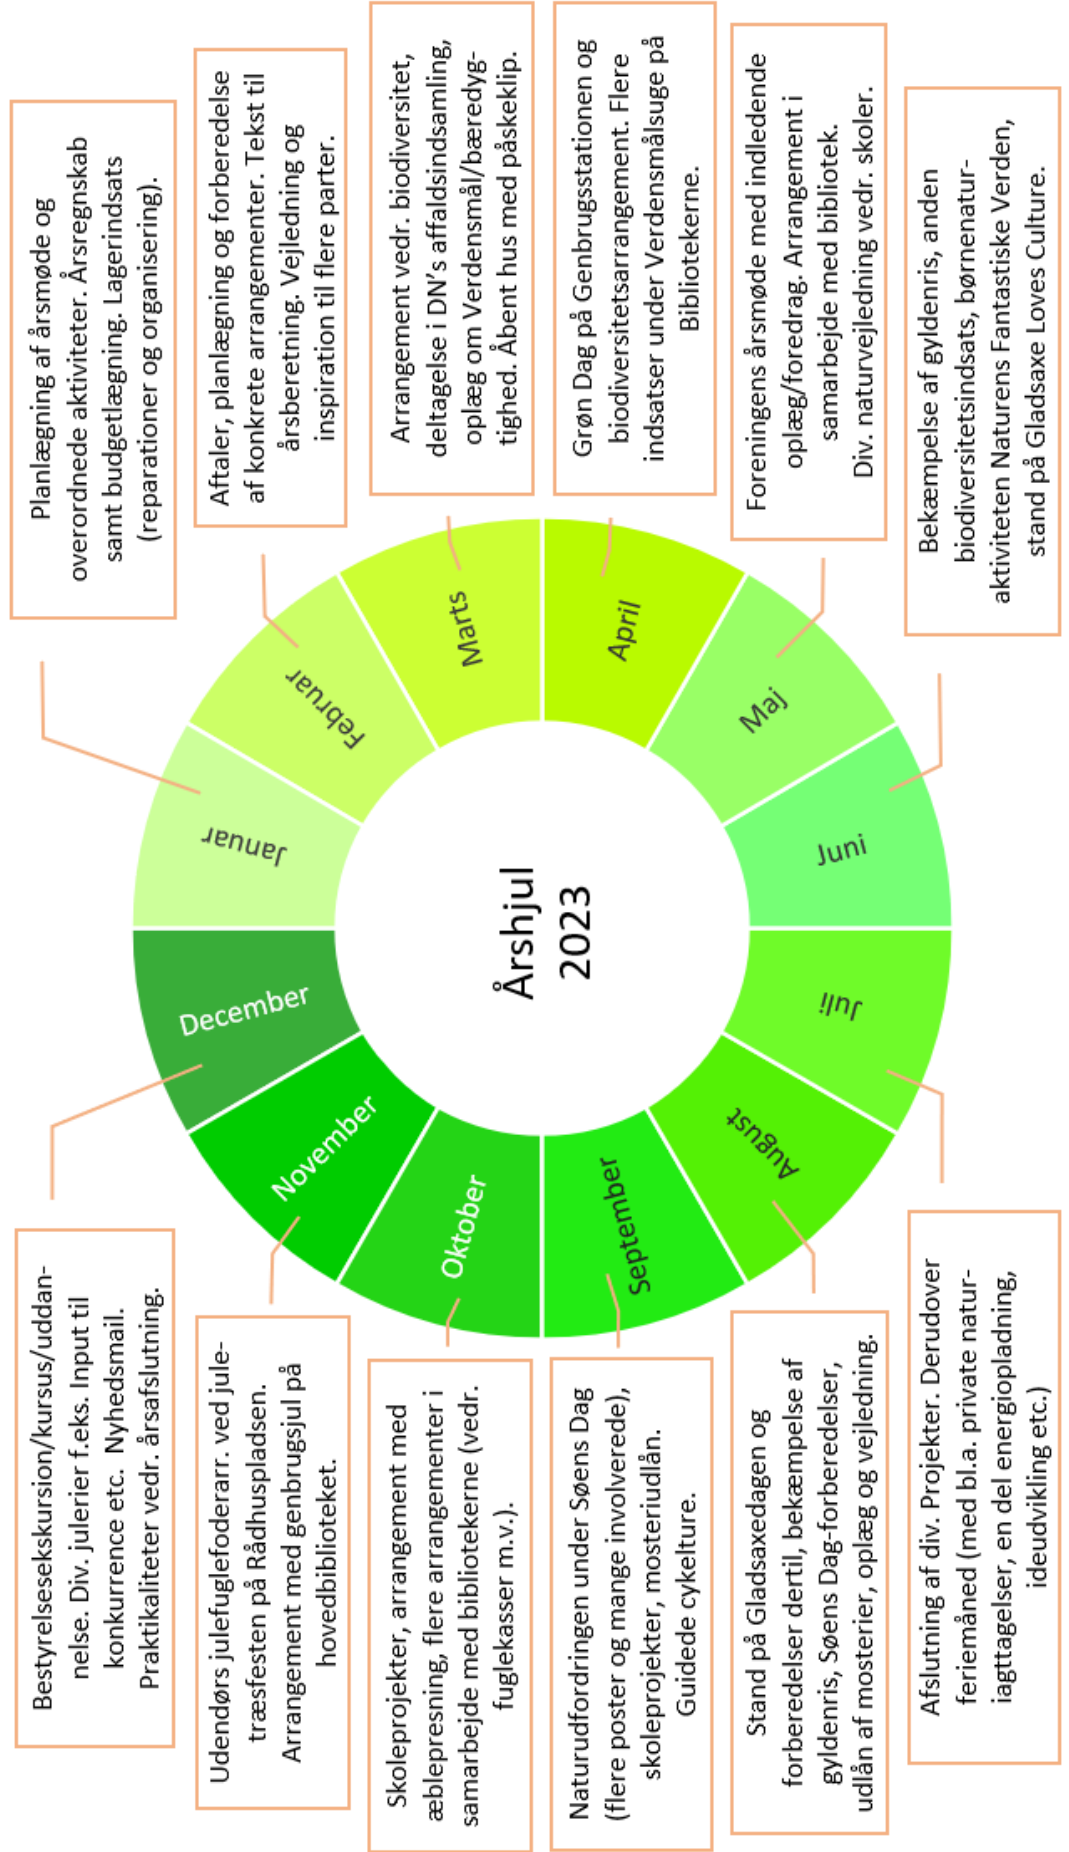 Årshjul
2023
Januar
Planlægning af årsmøde og
overordnede aktiviteter. Årsregnskab
samt budgetlægning. Lagerindsats
(reparationer og organisering).
Februar
Aftaler, planlægning og forberedelse
af konkrete arrangementer. Tekst til
årsberetning. Vejledning og
inspiration til flere parter.
Marts
Arrangement vedr. biodiversitet,
deltagelse i DN's affaldsindsamling,
oplæg om Verdensmål/bæredyg-
tighed. Åbent hus med påskeklip.
April
Grøn Dag på Genbrugsstationen og
biodiversitetsarrangement. Flere
indsatser under Verdensmålsuge på
Bibliotekerne.
Maj
Foreningens årsmøde med indledende
oplæg/foredrag. Arrangement i
samarbejde med bibliotek.
Div. naturvejledning vedr. skoler.
Juni
Bekæmpelse af gyldenris, anden
biodiversitetsindsats, børnenatur-
aktiviteten Naturens Fantastiske Verden,
stand på Gladsaxe Loves Culture.
Juli
Afslutning af div. Projekter. Derudover
feriemåned (med bl.a. private natur-
iagttagelser, en del energiopladning,
ideudvikling etc.)
August
Stand på Gladsaxedagen og
forberedelser dertil, bekæmpelse af
gyldenris, Søens Dag-forberedelser,
udlån af mosterier, oplæg og vejledning.
September
Naturudfordringen under Søens Dag
(flere poster og mange involverede),
skoleprojekter, mosteriudlån.
Guidede cykelture.
Oktober
Skoleprojekter, arrangement med
æblepresning, flere arrangementer i
samarbejde med bibliotekerne (vedr.
fuglekasser m.v.).
November
Udendørs julefuglefoderarr. ved jule-
træsfesten på Rådhuspladsen.
Arrangement med genbrugsjul på
hovedbiblioteket.
December
Bestyrelsesekskursion/kursus/uddan-
nelse. Div. julerier f.eks. Input til
konkurrence etc. Nyhedsmail.
Praktikaliteter vedr. årsafslutning.